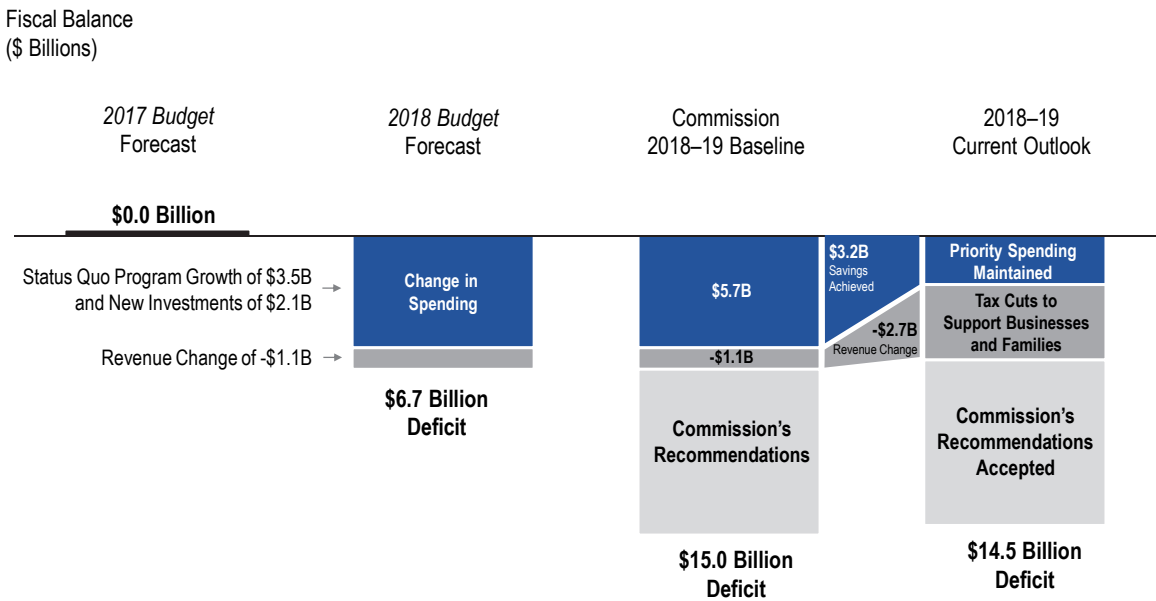 Fiscal Balance
($ Billions)
2017 Budget
Forecast
2018 Budget
Forecast
Commission
2018–19 Baseline
2018–19
Current Outlook
$0.0 Billion
Status Quo Program Growth of $3.5B
and New Investments of $2.1B
Revenue Change of -$1.1B
Change in
Spending
$6.7 Billion
Deficit
$5.7B
-$1.1B
Commission's
Recommendations
$15.0 Billion
Deficit
$3.2B
Savings
Achieved
-$2.7B
Revenue Change
Priority Spending
Maintained
Tax Cuts to
Support Businesses
and Families
Commission's
Recommendations
Accepted
$14.5 Billion
Deficit